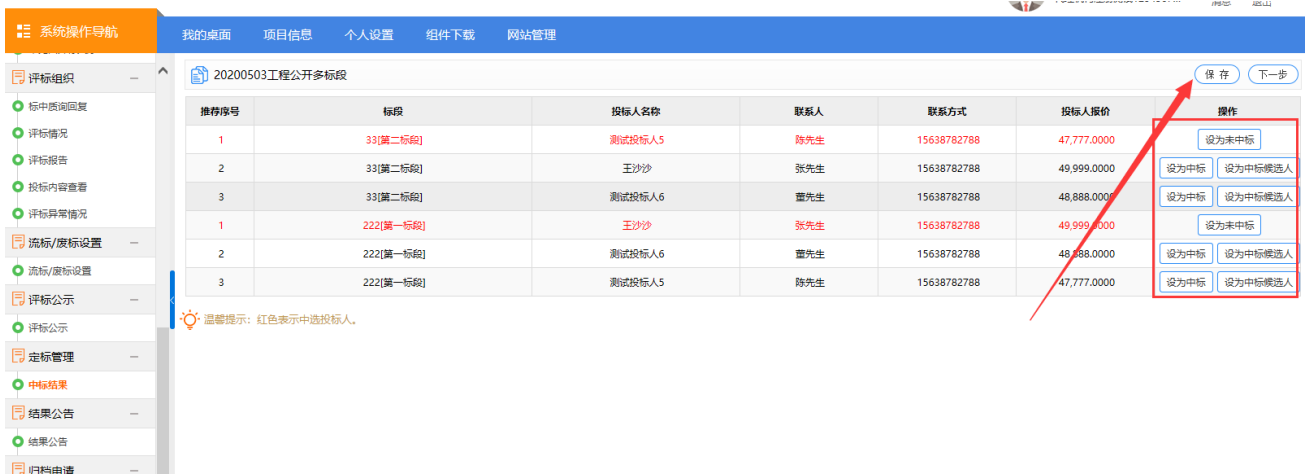 消息 退出
系统操作导航
我的桌面 项目信息 个人设置 组件下载 网站管理
评标组织
标中质询回复
评标情况
评标报告
投标内容查看
评标异常情况
流标/废标设置
流标/废标设置
评标公示
评标公示
定标管理
中标结果
结果公告
结果公告
归档申请
20200503工程公开多标段
保 存 下一步
推荐序号 标段 投标人名称 联系人 联系方式 投标人报价 操作
1 33[第二标段] 测试投标人5 陈先生 15638782788 47,777.0000 设为未中标
2 33[第二标段] 王沙沙 张先生 15638782788 49,999.0000 设为中标 设为中标候选人
3 33[第二标段] 测试投标人6 董先生 15638782788 48,888.0000 设为中标 设为中标候选人
1 222[第一标段] 王沙沙 张先生 15638782788 49,999.0000 设为未中标
2 222[第一标段] 测试投标人6 董先生 15638782788 48,888.0000 设为中标 设为中标候选人
3 222[第一标段] 测试投标人5 陈先生 15638782788 47,777.0000 设为中标 设为中标候选人
温馨提示：红色表示中选投标人。